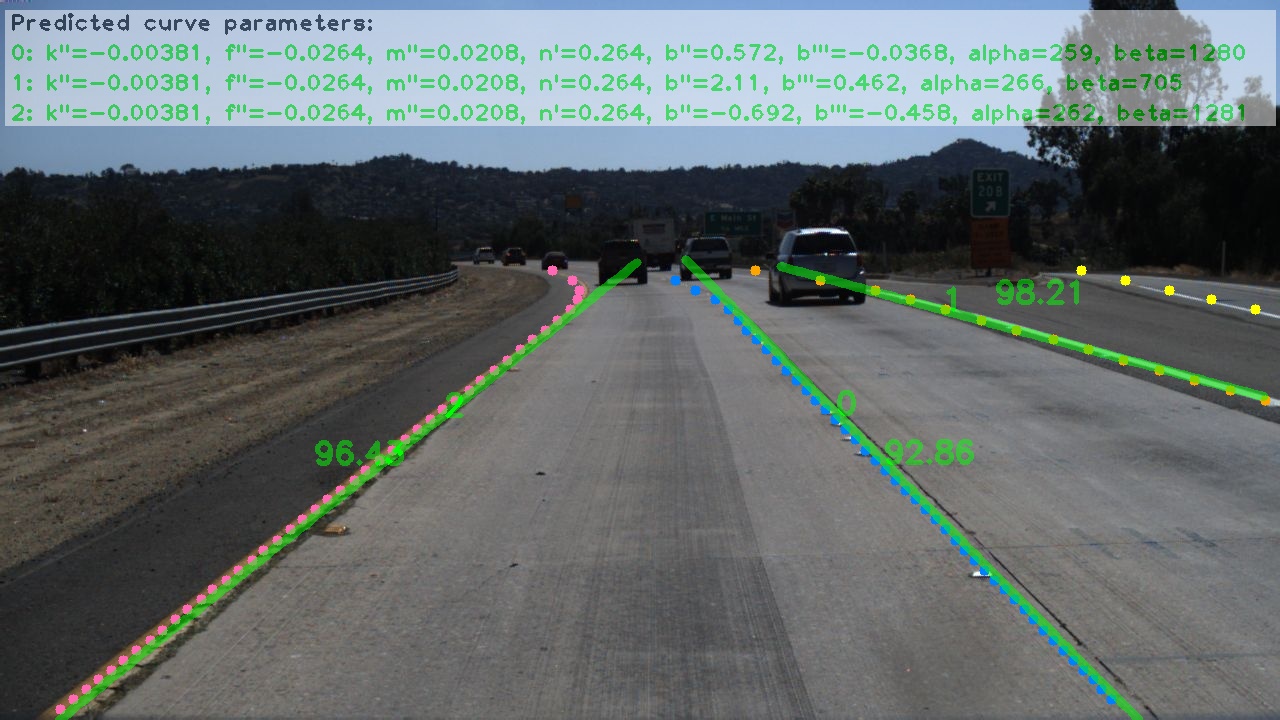 Predicted curve parameters:
0: k''=-0.00381, f''=-0.0264, m''=0.0208, n'=0.264, b''=0.572, b'''=-0.0368, alpha=259, beta=1280
1: k''=-0.00381, f''=-0.0264, m''=0.0208, n'=0.264, b''=2.11, b'''=0.462, alpha=266, beta=705
2: k''=-0.00381, f''=-0.0264, m''=0.0208, n'=0.264, b''=-0.692, b'''=-0.458, alpha=262, beta=1281
EXIT
20B
E Main St
1 98.21
2
0
96.43
92.86